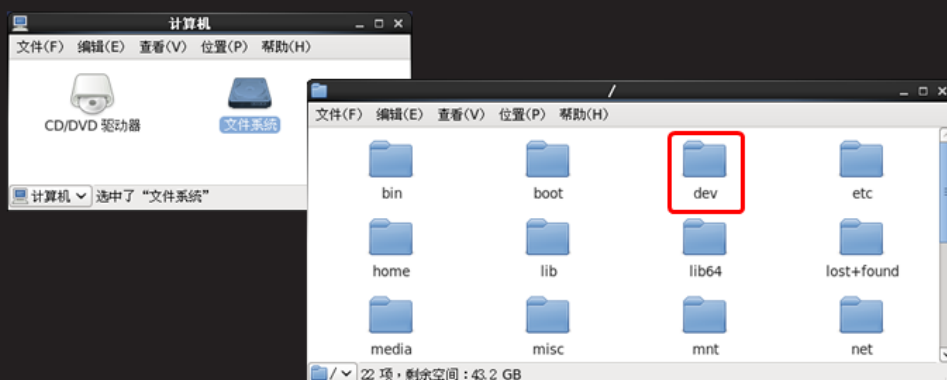 计算机
文件(F) 编辑(E) 查看(V) 位置(P) 帮助(H)
CD/DVD 驱动器 文件系统
计算机 选中了“文件系统”
/
文件(F) 编辑(E) 查看(V) 位置(P) 帮助(H)
bin boot dev etc
home lib lib64 lost+found
media misc mnt net
/ 22 项，剩余空间：43.2 GB